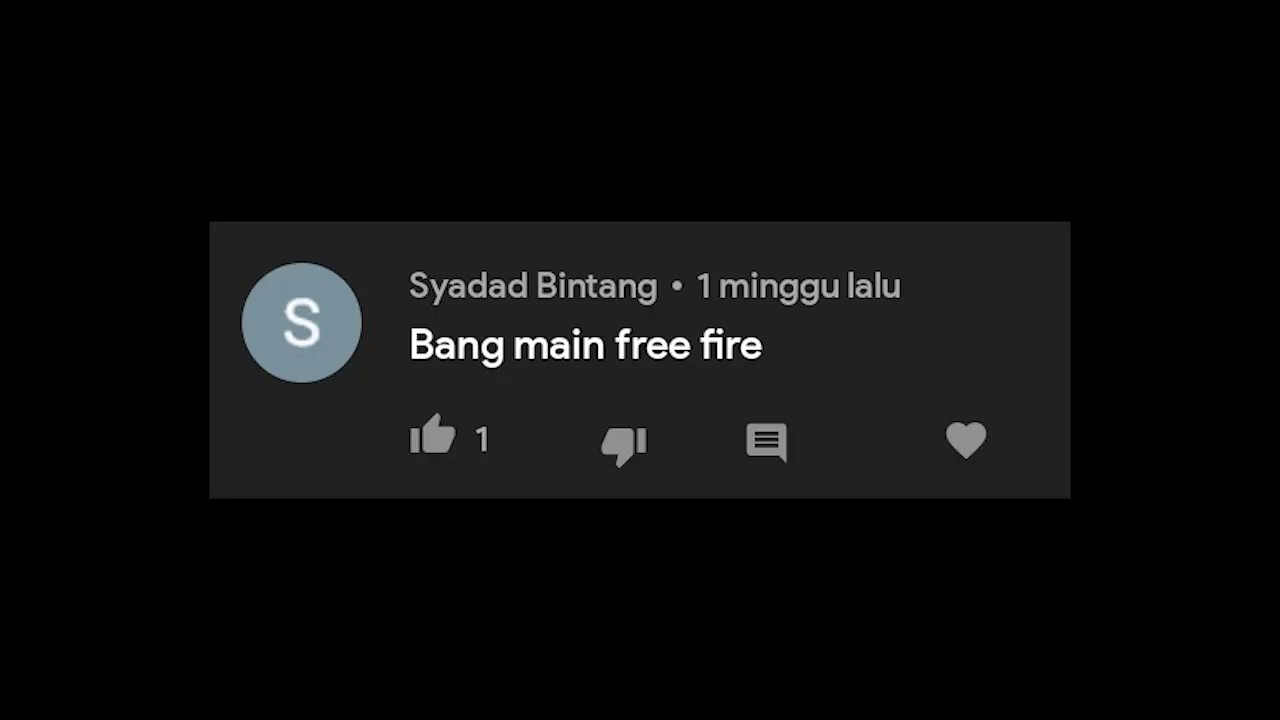 S
Syadad Bintang • 1 minggu lalu
Bang main free fire
1